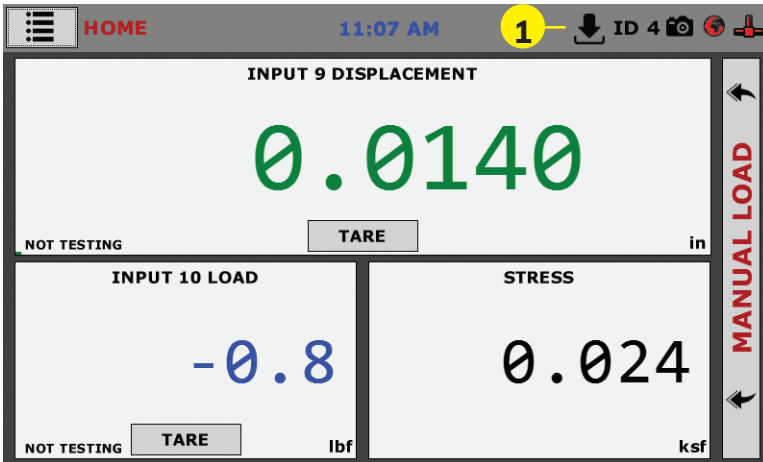 HOME
11:07 AM
1
ID 4
INPUT 9 DISPLACEMENT
0.0140
TARE
NOT TESTING
in
INPUT 10 LOAD
-0.8
TARE
NOT TESTING
lbf
STRESS
0.024
ksf
MANUAL LOAD